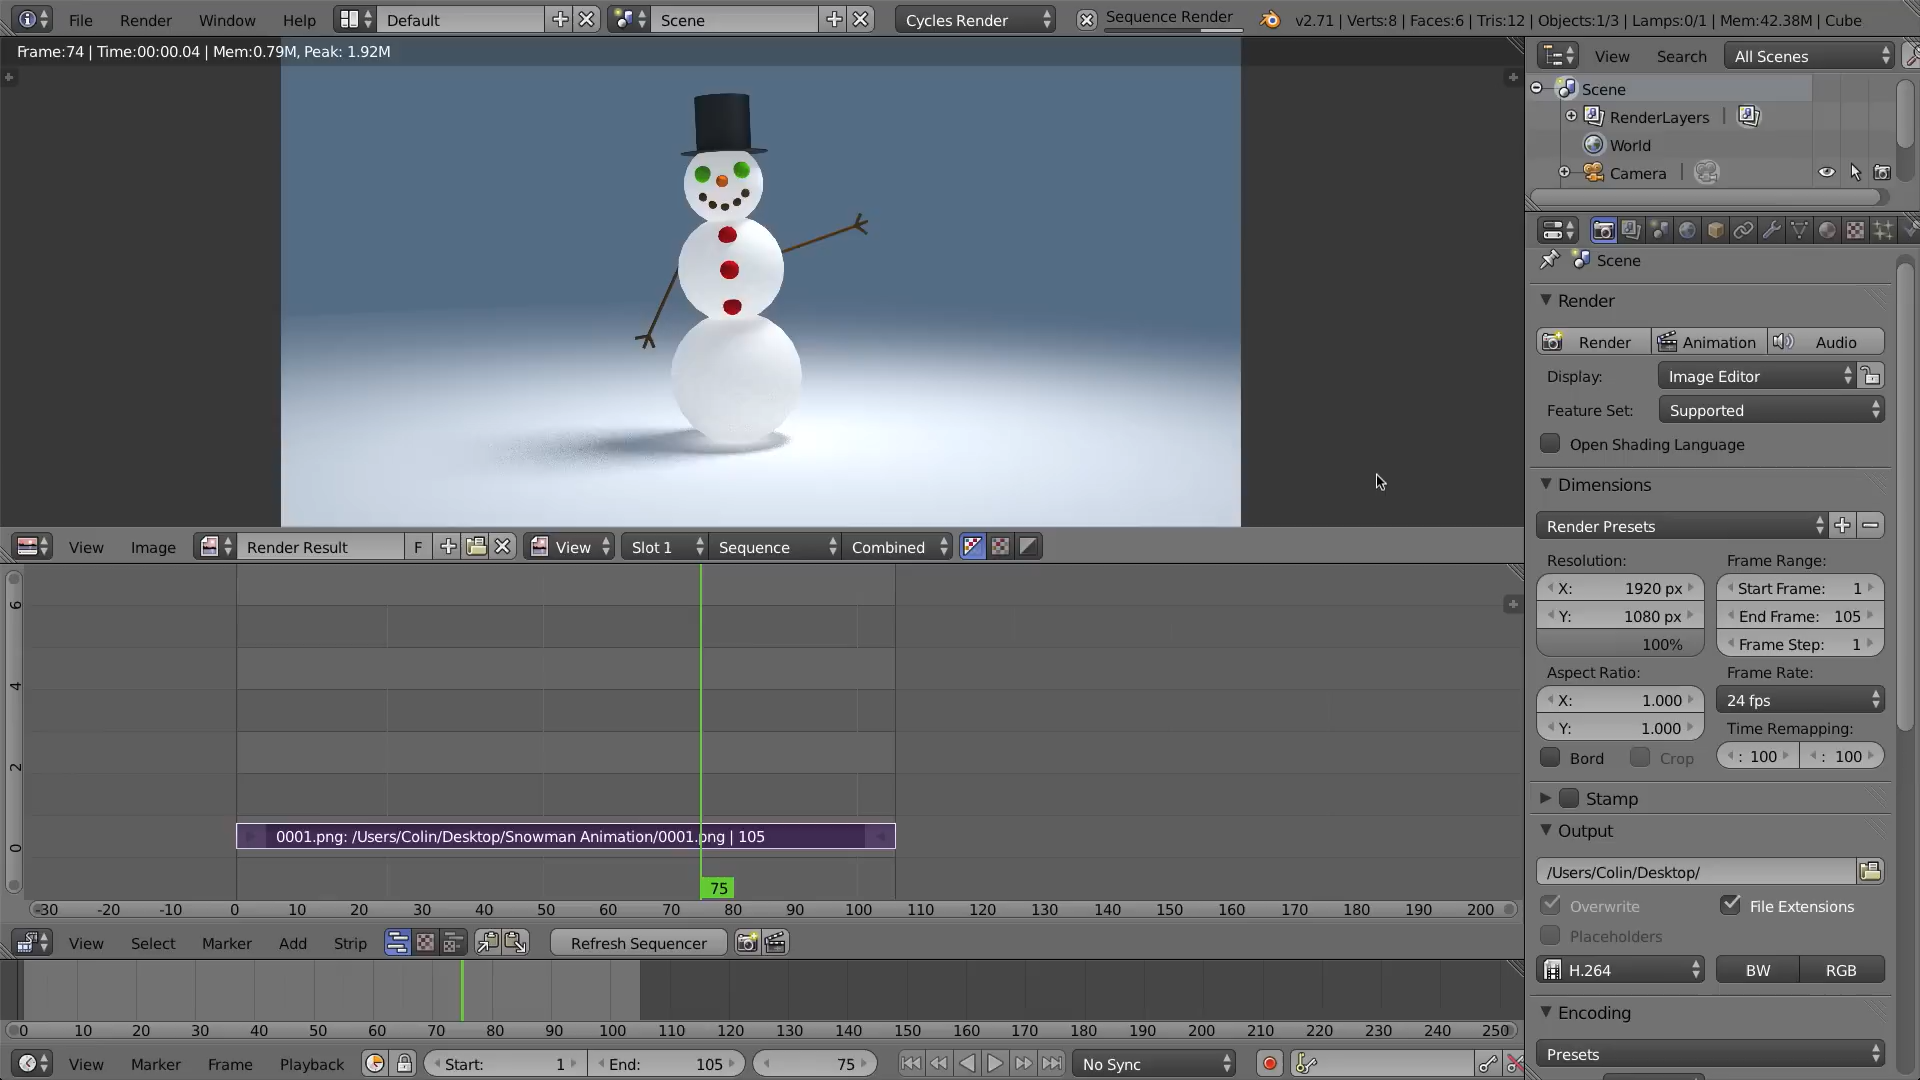 File Render Window Help Default Scene Cycles Render Sequence Render v2.71 | Verts:8 | Faces:6 | Tris:12 | Objects:1/3 | Lamps:0/1 | Mem:42.38M | Cube
Frame:74 | Time:00:00.04 | Mem:0.79M, Peak: 1.92M
View Search All Scenes
Scene
RenderLayers
World
Camera
Scene
Render
Render Animation Audio
Display: Image Editor
Feature Set: Supported
Open Shading Language
Dimensions
Render Presets
Resolution: Frame Range:
X: 1920 px Start Frame: 1
Y: 1080 px End Frame: 105
100% Frame Step: 1
Aspect Ratio: Frame Rate:
X: 1.000 24 fps
Y: 1.000 Time Remapping:
Bord Crop : 100 : 100
Stamp
Output
/Users/Colin/Desktop/
Overwrite File Extensions
Placeholders
H.264 BW RGB
Encoding
Presets
View Image Render Result F View Slot 1 Sequence Combined
6
4
2
0
0001.png: /Users/Colin/Desktop/Snowman Animation/0001.png | 105
75
-30 -20 -10 0 10 20 30 40 50 60 70 80 90 100 110 120 130 140 150 160 170 180 190 200
View Select Marker Add Strip Refresh Sequencer
0 10 20 30 40 50 60 70 80 90 100 110 120 130 140 150 160 170 180 190 200 210 220 230 240 250
View Marker Frame Playback Start: 1 End: 105 75 No Sync